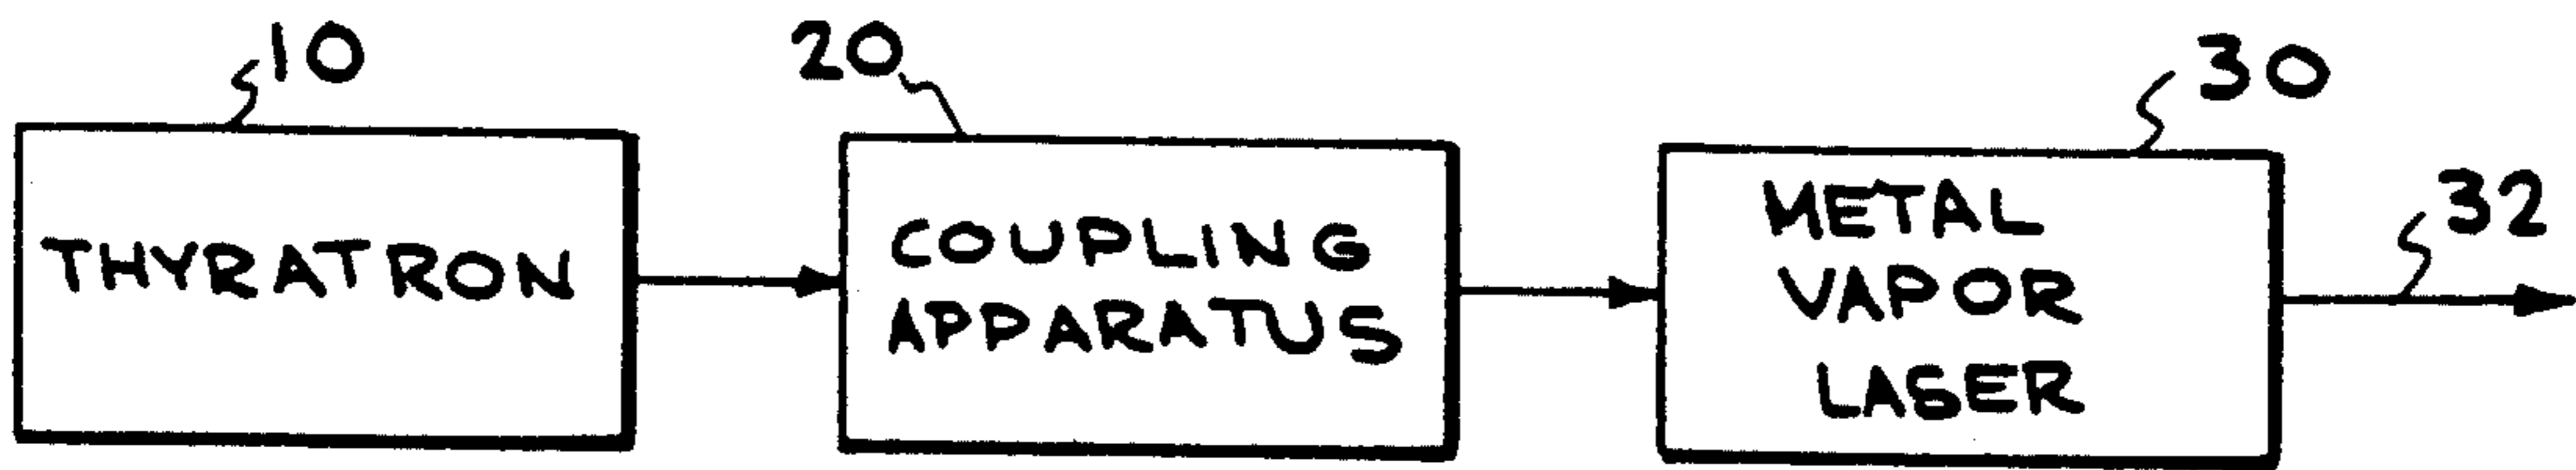 10
20
30
32
THYRATRON
COUPLING
APPARATUS
METAL
VAPOR
LASER